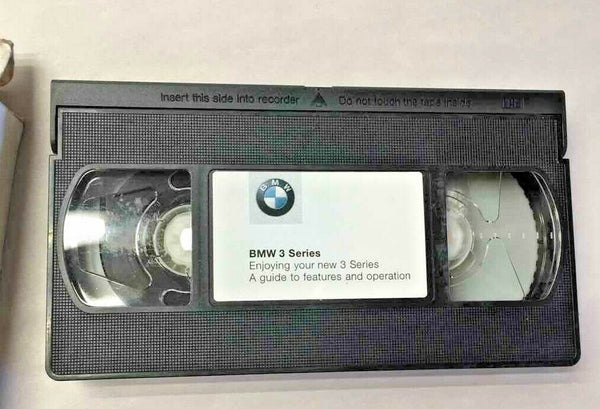 Insert this side into recorder Do not touch the tape inside
BMW
BMW 3 Series
Enjoying your new 3 Series
A guide to features and operation